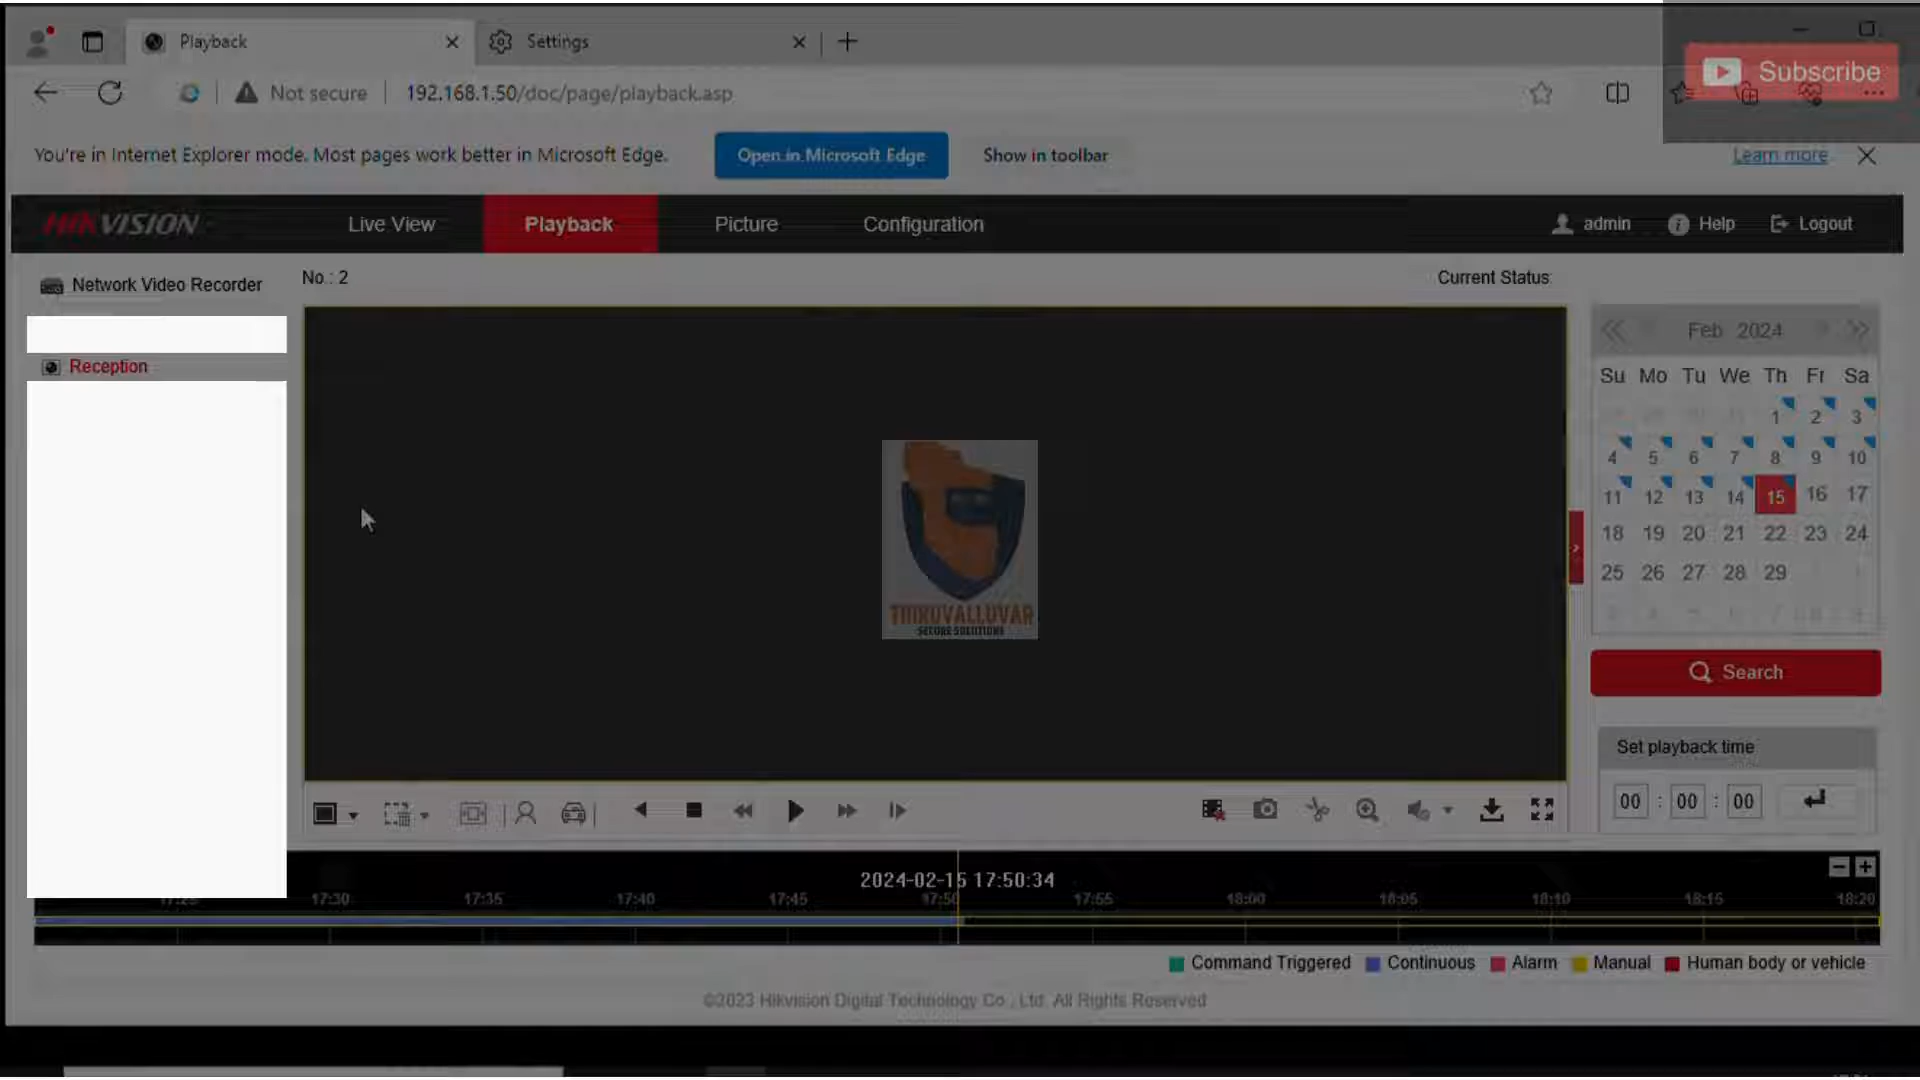 Playback
Settings
Subscribe
Not secure
192.168.1.50/doc/page/playback.asp
You're in Internet Explorer mode. Most pages work better in Microsoft Edge.
Open in Microsoft Edge
Show in toolbar
Learn more
HIKVISION
Live View
Playback
Picture
Configuration
admin
Help
Logout
Network Video Recorder
No.: 2
Current Status:
Reception
Feb 2024
Su Mo Tu We Th Fr Sa
1 2 3
4 5 6 7 8 9 10
11 12 13 14 15 16 17
18 19 20 21 22 23 24
25 26 27 28 29
THIRUVALLUVAR
SECURE SOLUTIONS
Search
Set playback time
00 : 00 : 00
2024-02-15 17:50:34
17:25 17:30 17:35 17:40 17:45 17:50 17:55 18:00 18:05 18:10 18:15 18:20
Command Triggered
Continuous
Alarm
Manual
Human body or vehicle
©2023 Hikvision Digital Technology Co., Ltd. All Rights Reserved